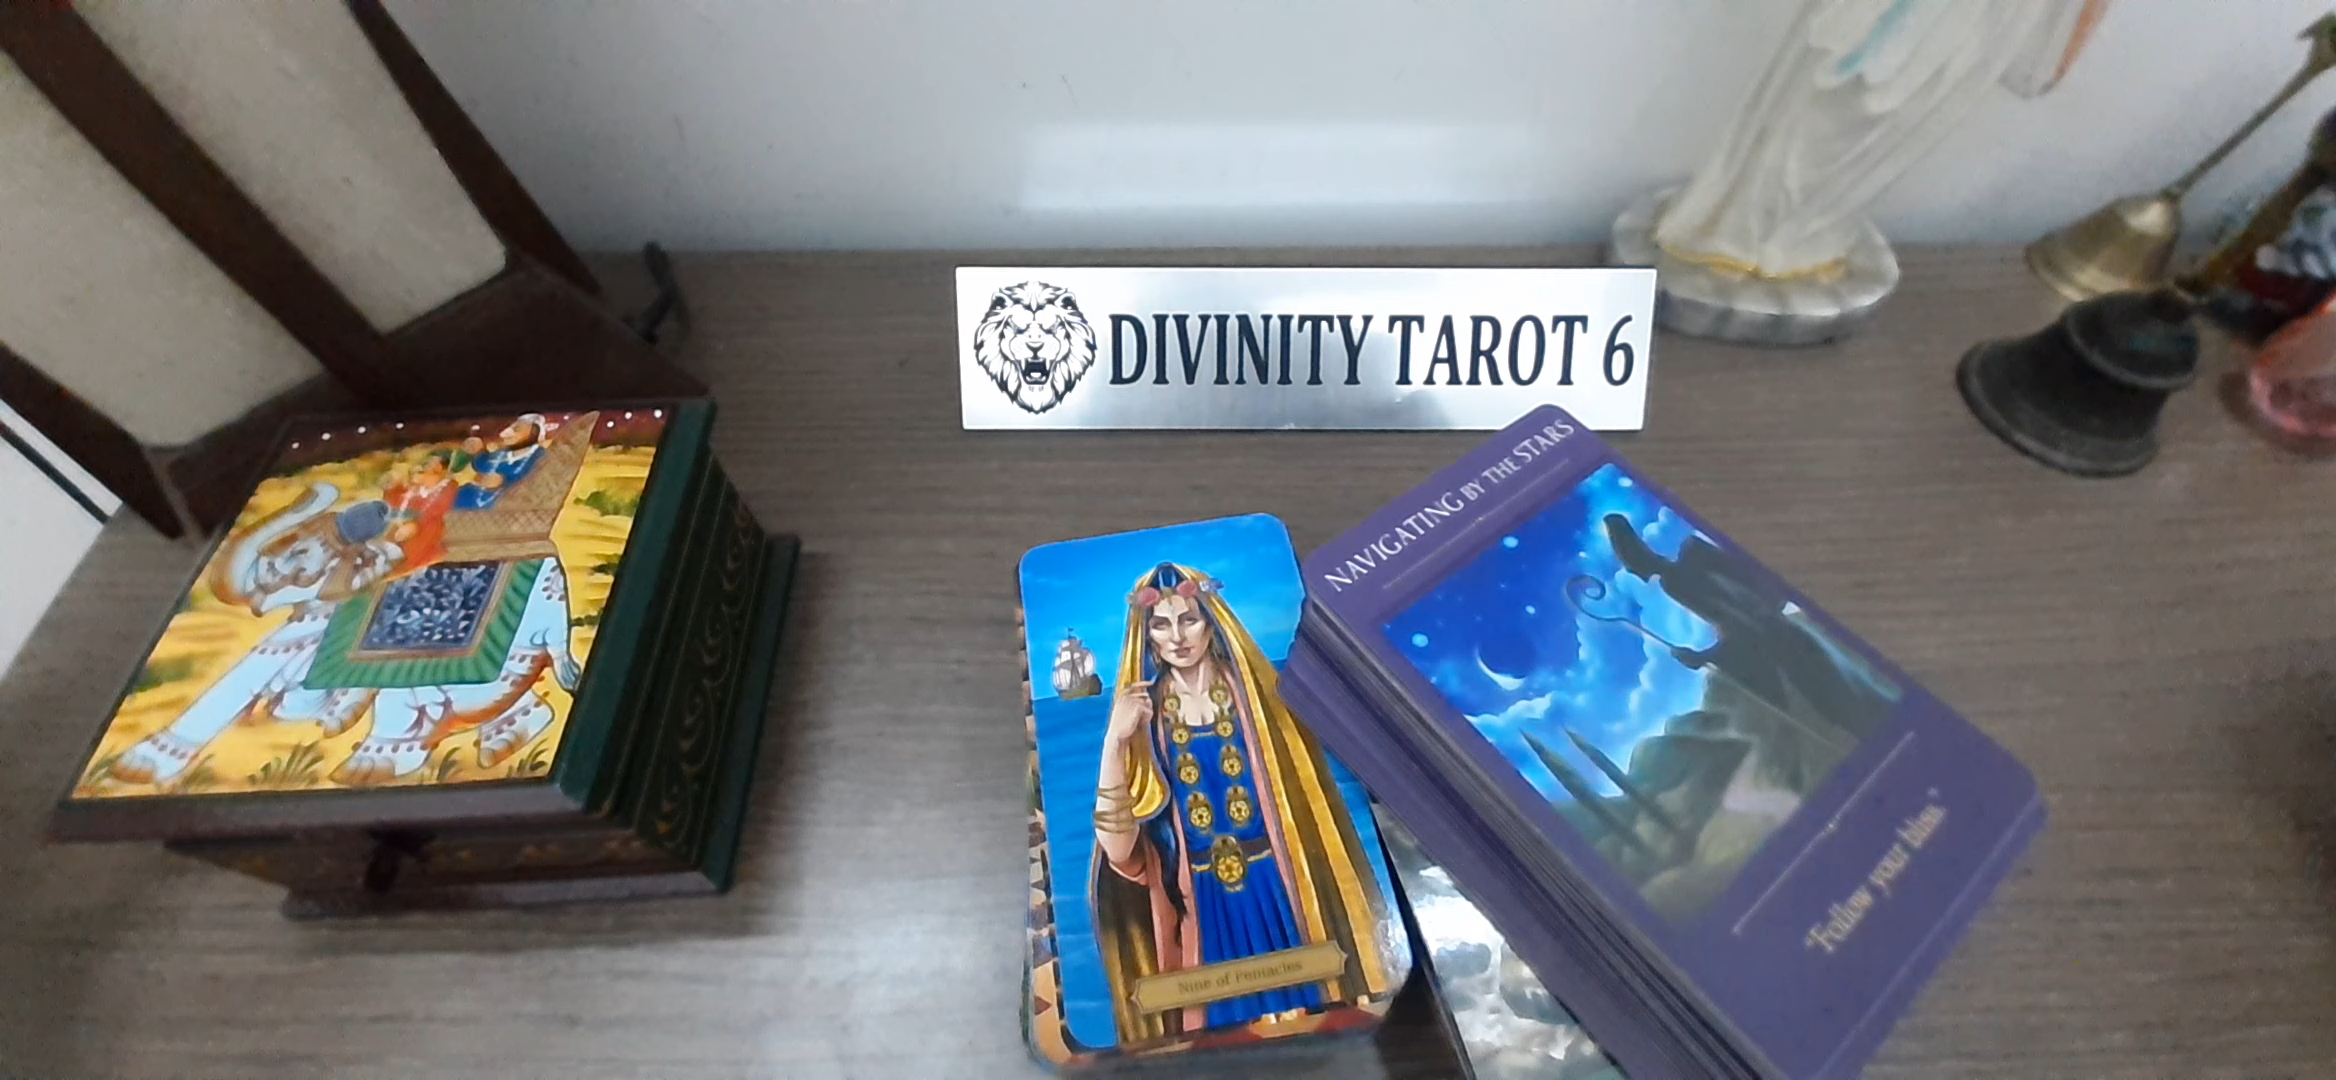 DIVINITY TAROT 6
NAVIGATING BY THE STARS
"Follow your bliss."
Nine of Pentacles